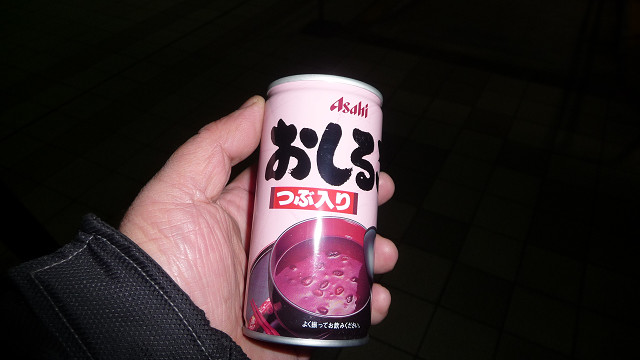 Asahi
おしる
つぶ入り
よく振ってお飲みください。